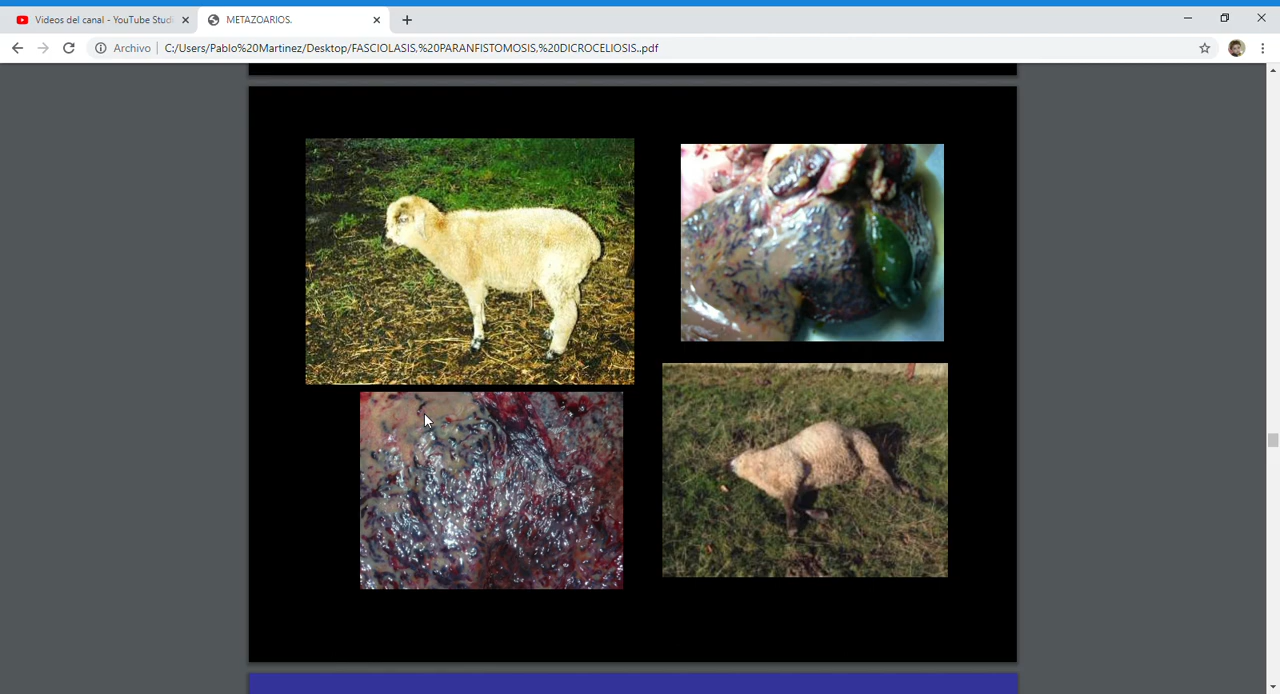 Videos del canal - YouTube Stud
METAZOARIOS.
Archivo
C:/Users/Pablo%20Martinez/Desktop/FASCIOLASIS,%20PARANFISTOMOSIS,%20DICROCELIOSIS..pdf